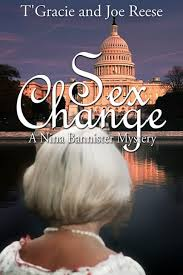 T'Gracie and Joe Reese
Sex
Change
A Nina Bannister Mystery